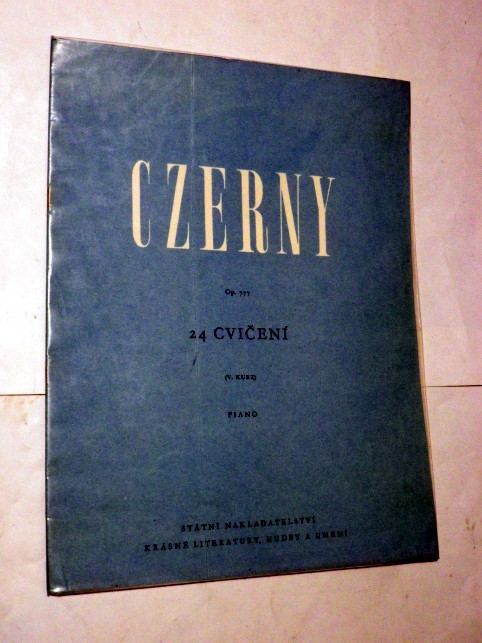 CZERNY
Op. 777
24 CVIČENÍ
(V. KURZ)
PIANO
STÁTNÍ NAKLADATELSTVÍ
KRÁSNÉ LITERATURY, HUDBY A UMĚNÍ